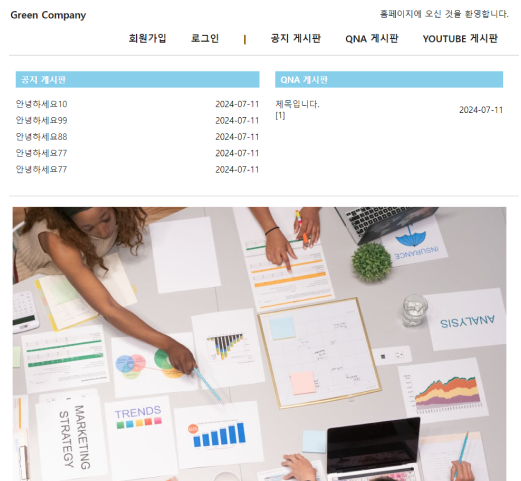 Green Company
홈페이지에 오신 것을 환영합니다.
회원가입 로그인 | 공지 게시판 QNA 게시판 YOUTUBE 게시판
공지 게시판
안녕하세요10 2024-07-11
안녕하세요99 2024-07-11
안녕하세요88 2024-07-11
안녕하세요77 2024-07-11
안녕하세요77 2024-07-11
QNA 게시판
제목입니다. 2024-07-11
[1]
INSURANCE
ANALYSIS
TRENDS
MARKETING
STRATEGY